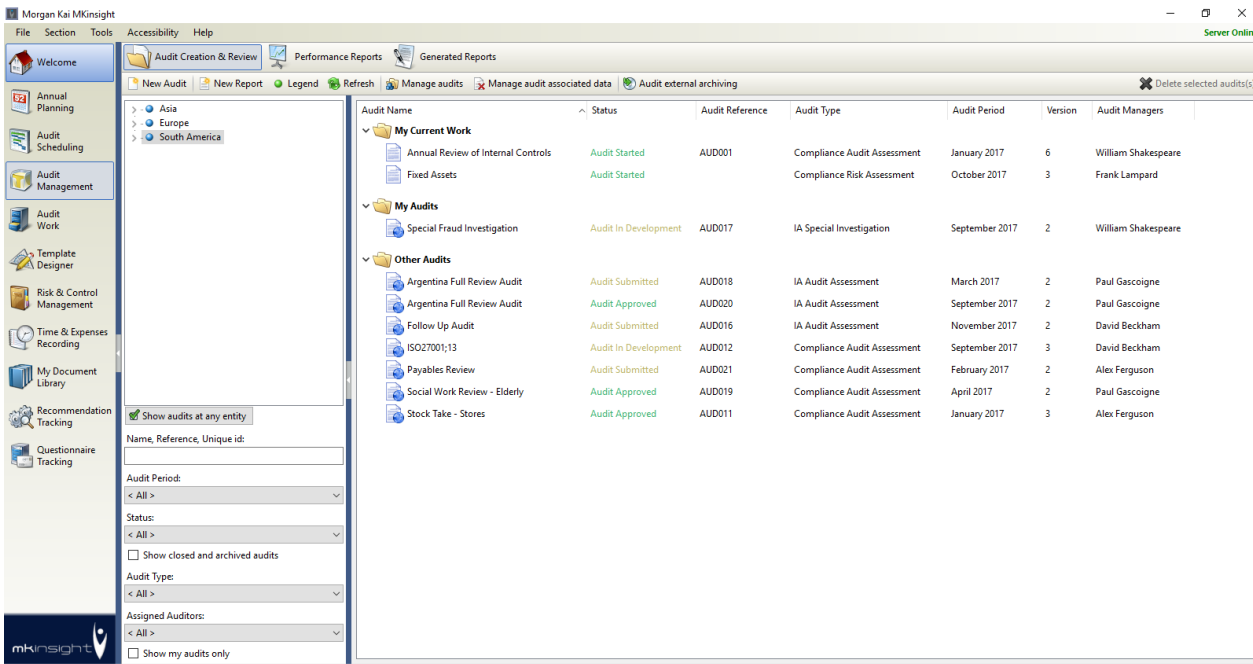 Morgan Kai MKinsight
File Section Tools Accessibility Help
Server Onlin
Welcome
Annual
Planning
Audit
Scheduling
Audit
Management
Audit
Work
Template
Designer
Risk & Control
Management
Time & Expenses
Recording
My Document
Library
Recommendation
Tracking
Questionnaire
Tracking
mkinsight
Audit Creation & Review Performance Reports Generated Reports
New Audit New Report Legend Refresh Manage audits Manage audit associated data Audit external archiving Delete selected audits(s)
Asia
Europe
South America
Show audits at any entity
Name, Reference, Unique id:
Audit Period:
< All >
Status:
< All >
Show closed and archived audits
Audit Type:
< All >
Assigned Auditors:
< All >
Show my audits only
Audit Name Status Audit Reference Audit Type Audit Period Version Audit Managers
My Current Work
Annual Review of Internal Controls Audit Started AUD001 Compliance Audit Assessment January 2017 6 William Shakespeare
Fixed Assets Audit Started Compliance Risk Assessment October 2017 3 Frank Lampard
My Audits
Special Fraud Investigation Audit In Development AUD017 IA Special Investigation September 2017 2 William Shakespeare
Other Audits
Argentina Full Review Audit Audit Submitted AUD018 IA Audit Assessment March 2017 2 Paul Gascoigne
Argentina Full Review Audit Audit Approved AUD020 IA Audit Assessment September 2017 2 Paul Gascoigne
Follow Up Audit Audit Submitted AUD016 IA Audit Assessment November 2017 2 David Beckham
ISO27001;13 Audit In Development AUD012 Compliance Audit Assessment September 2017 3 David Beckham
Payables Review Audit Submitted AUD021 Compliance Audit Assessment February 2017 2 Alex Ferguson
Social Work Review - Elderly Audit Approved AUD019 Compliance Audit Assessment April 2017 2 Paul Gascoigne
Stock Take - Stores Audit Approved AUD011 Compliance Audit Assessment January 2017 3 Alex Ferguson